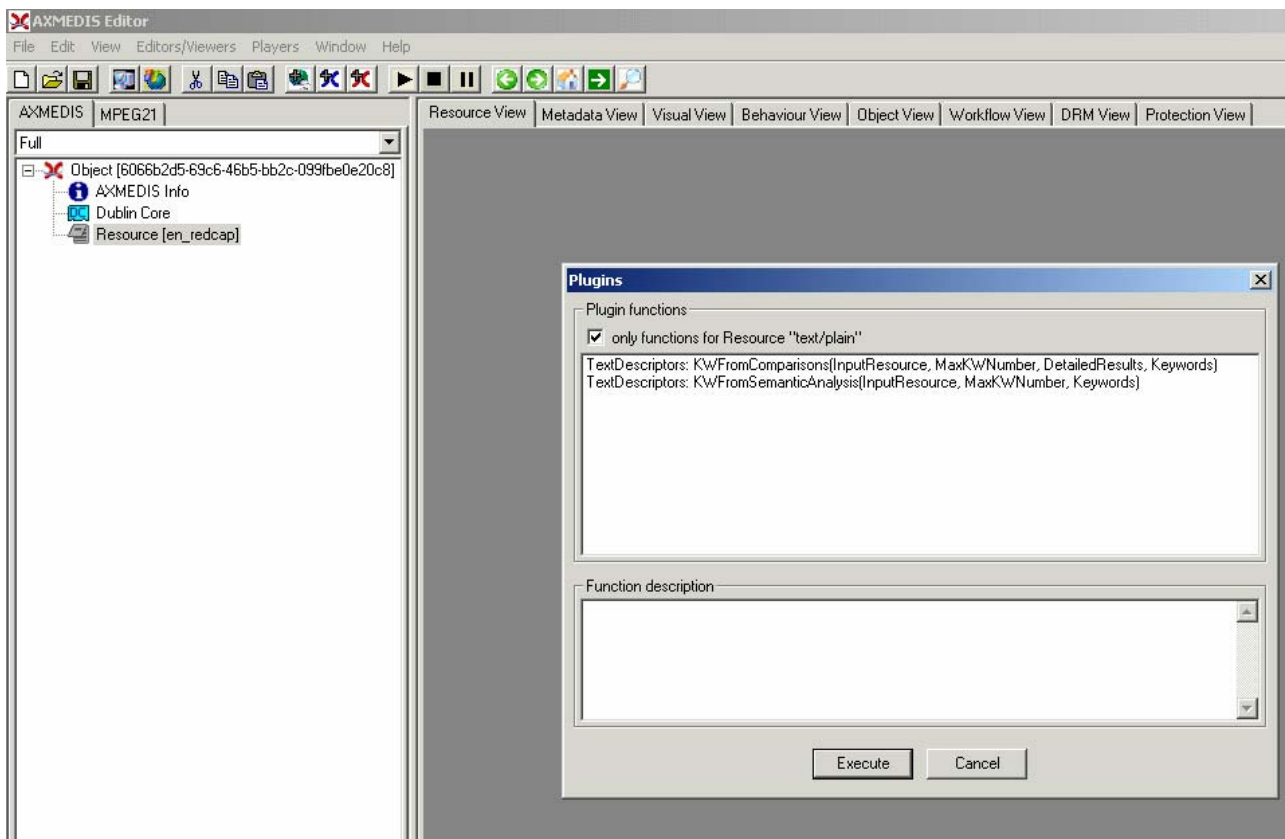 AXMEDIS Editor
File Edit View Editors/Viewers Players Window Help
AXMEDIS MPEG21
Resource View Metadata View Visual View Behaviour View Object View Workflow View DRM View Protection View
Full
Object [6066b2d5-69c6-46b5-bb2c-099fbe0e20c8]
AXMEDIS Info
DC Dublin Core
Resource [en_redcap]
Plugins
Plugin functions
only functions for Resource "text/plain"
TextDescriptors: KWFromComparisons(InputResource, MaxKWNumber, DetailedResults, Keywords)
TextDescriptors: KWFromSemanticAnalysis(InputResource, MaxKWNumber, Keywords)
Function description
Execute Cancel